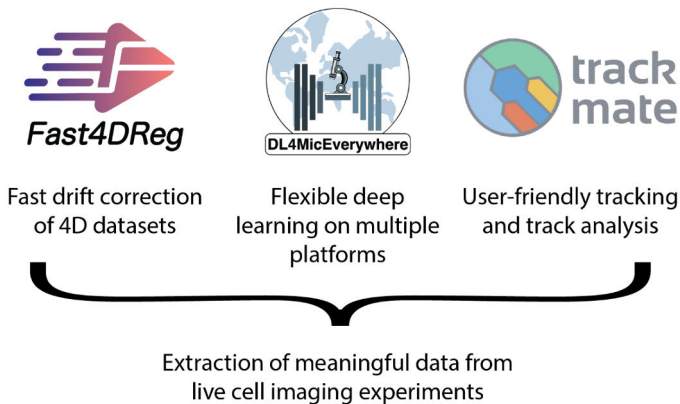 Fast4DReg
DL4MicEverywhere
track
mate
Fast drift correction
of 4D datasets
Flexible deep
learning on multiple
platforms
User-friendly tracking
and track analysis
Extraction of meaningful data from
live cell imaging experiments